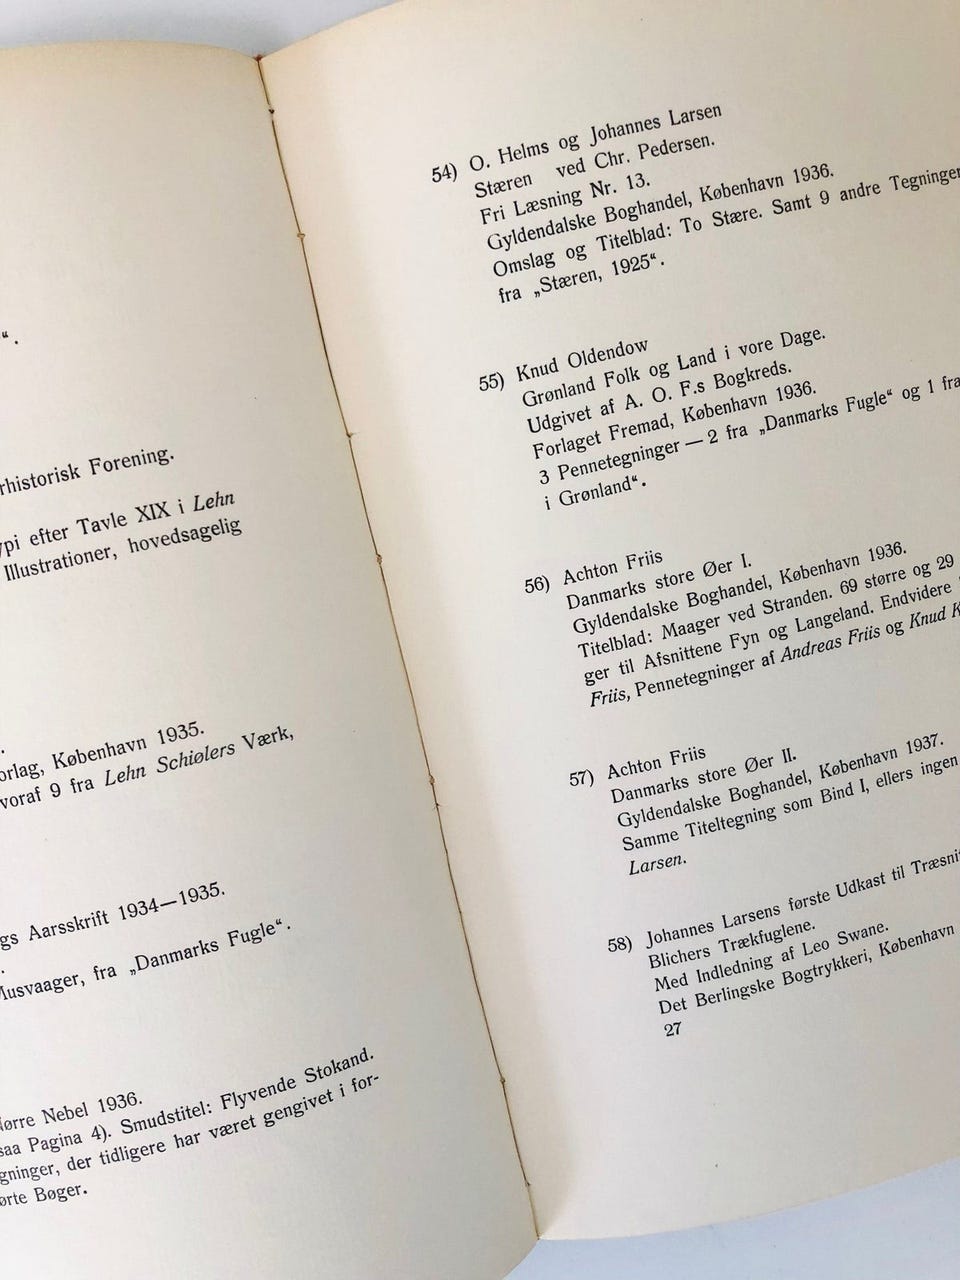 “.
rhistorisk Forening.
ypi efter Tavle XIX i Lehn
Illustrationer, hovedsagelig
.
orlag, København 1935.
voraf 9 fra Lehn Schiølers Værk,
gs Aarsskrift 1934—1935.
.
Musvaager, fra „Danmarks Fugle“.
Nørre Nebel 1936.
saa Pagina 4). Smudstitel: Flyvende Stokand.
gninger, der tidligere har været gengivet i for-
ørte Bøger.
54) O. Helms og Johannes Larsen
Stæren ved Chr. Pedersen.
Fri Læsning Nr. 13.
Gyldendalske Boghandel, København 1936.
Omslag og Titelblad: To Stære. Samt 9 andre Tegninger
fra „Stæren, 1925“.
55) Knud Oldendow
Grønland Folk og Land i vore Dage.
Udgivet af A. O. F.s Bogkreds.
Forlaget Fremad, København 1936.
3 Pennetegninger — 2 fra „Danmarks Fugle“ og 1 fra
i Grønland“.
56) Achton Friis
Danmarks store Øer I.
Gyldendalske Boghandel, København 1936.
Titelblad: Maager ved Stranden. 69 større og 29
ger til Afsnittene Fyn og Langeland. Endvidere
Friis, Pennetegninger af Andreas Friis og Knud K
57) Achton Friis
Danmarks store Øer II.
Gyldendalske Boghandel, København 1937.
Samme Titeltegning som Bind I, ellers ingen
Larsen.
58) Johannes Larsens første Udkast til Træsnit
Blichers Trækfuglene.
Med Indledning af Leo Swane.
Det Berlingske Bogtrykkeri, København
27